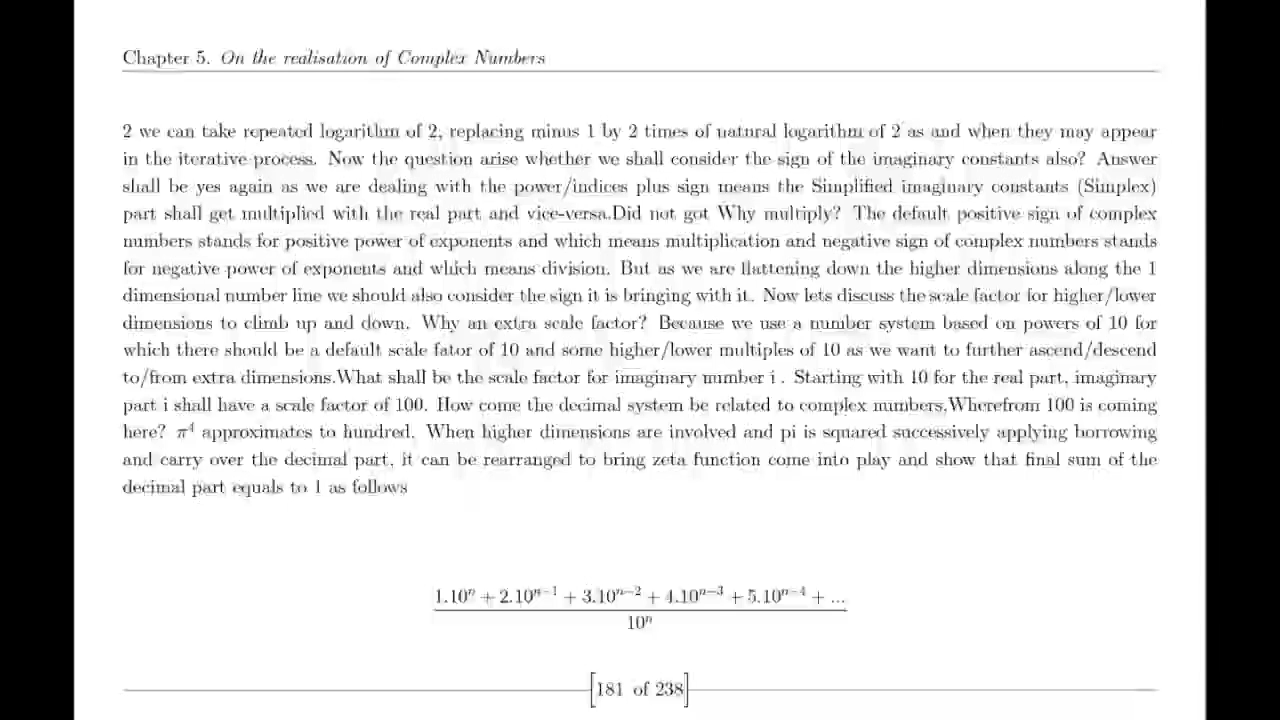 Chapter 5. On the realisation of Complex Numbers
2 we can take repeated logarithm of 2, replacing minus 1 by 2 times of natural logarithm of 2 as and when they may appear
in the iterative process. Now the question arise whether we shall consider the sign of the imaginary constants also? Answer
shall be yes again as we are dealing with the power/indices plus sign means the Simplified imaginary constants (Simplex)
part shall get multiplied with the real part and vice-versa.Did not got Why multiply? The default positive sign of complex
numbers stands for positive power of exponents and which means multiplication and negative sign of complex numbers stands
for negative power of exponents and which means division. But as we are flattening down the higher dimensions along the 1
dimensional number line we should also consider the sign it is bringing with it. Now lets discuss the scale factor for higher/lower
dimensions to climb up and down. Why an extra scale factor? Because we use a number system based on powers of 10 for
which there should be a default scale fator of 10 and some higher/lower multiples of 10 as we want to further ascend/descend
to/from extra dimensions.What shall be the scale factor for imaginary number i . Starting with 10 for the real part, imaginary
part i shall have a scale factor of 100. How come the decimal system be related to complex numbers.Wherefrom 100 is coming
here? π⁴ approximates to hundred. When higher dimensions are involved and pi is squared successively applying borrowing
and carry over the decimal part, it can be rearranged to bring zeta function come into play and show that final sum of the
decimal part equals to 1 as follows
1.10ⁿ + 2.10ⁿ⁻¹ + 3.10ⁿ⁻² + 4.10ⁿ⁻³ + 5.10ⁿ⁻⁴ + ...
10ⁿ
[181 of 238]